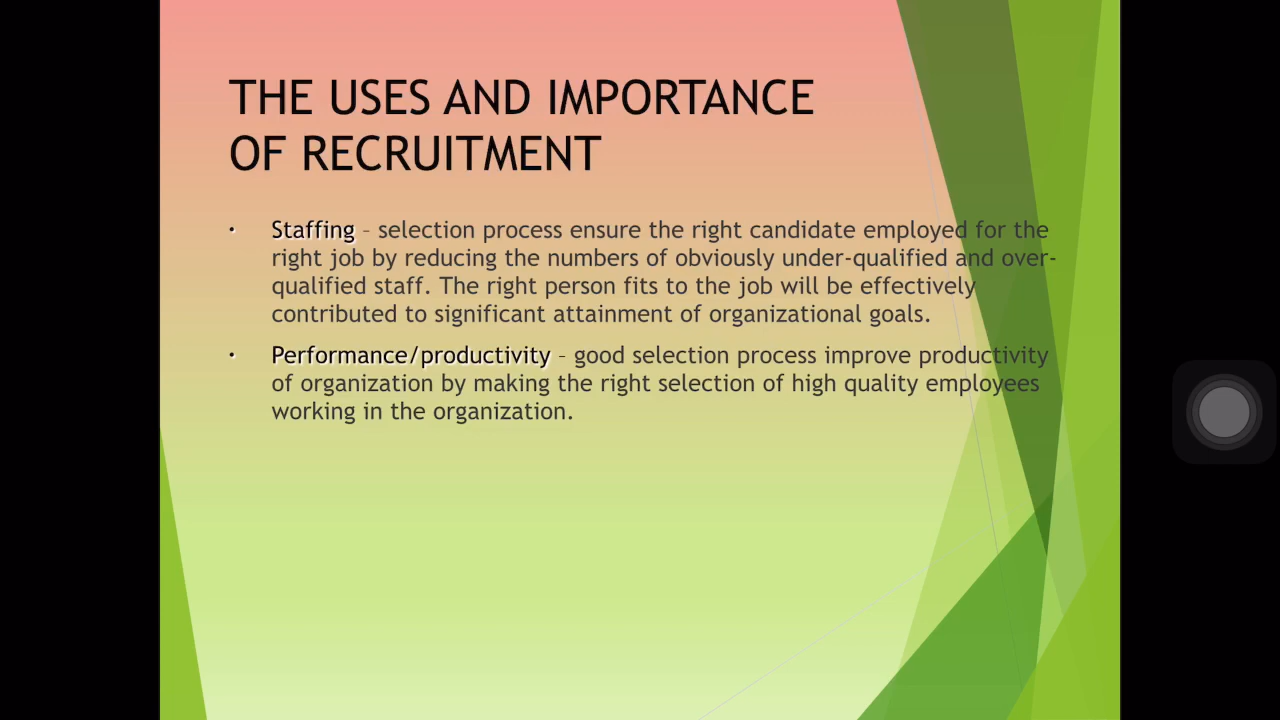 THE USES AND IMPORTANCE
OF RECRUITMENT
• Staffing – selection process ensure the right candidate employed for the
right job by reducing the numbers of obviously under-qualified and over-
qualified staff. The right person fits to the job will be effectively
contributed to significant attainment of organizational goals.
• Performance/productivity – good selection process improve productivity
of organization by making the right selection of high quality employees
working in the organization.